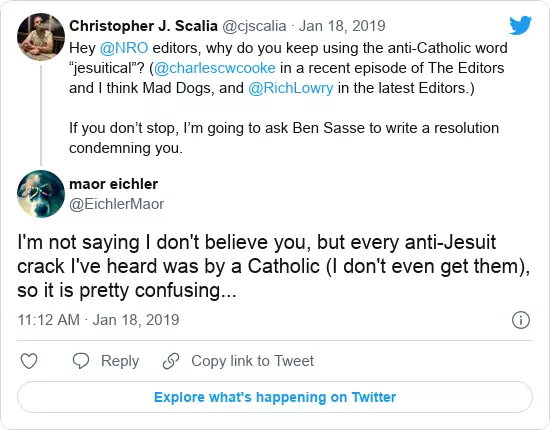 Christopher J. Scalia @cjscalia · Jan 18, 2019
Hey @NRO editors, why do you keep using the anti-Catholic word
“jesuitical”? (@charlescwcooke in a recent episode of The Editors
and I think Mad Dogs, and @RichLowry in the latest Editors.)
If you don’t stop, I’m going to ask Ben Sasse to write a resolution
condemning you.
maor eichler
@EichlerMaor
I'm not saying I don't believe you, but every anti-Jesuit
crack I've heard was by a Catholic (I don't even get them),
so it is pretty confusing...
11:12 AM · Jan 18, 2019
Reply
Copy link to Tweet
Explore what's happening on Twitter